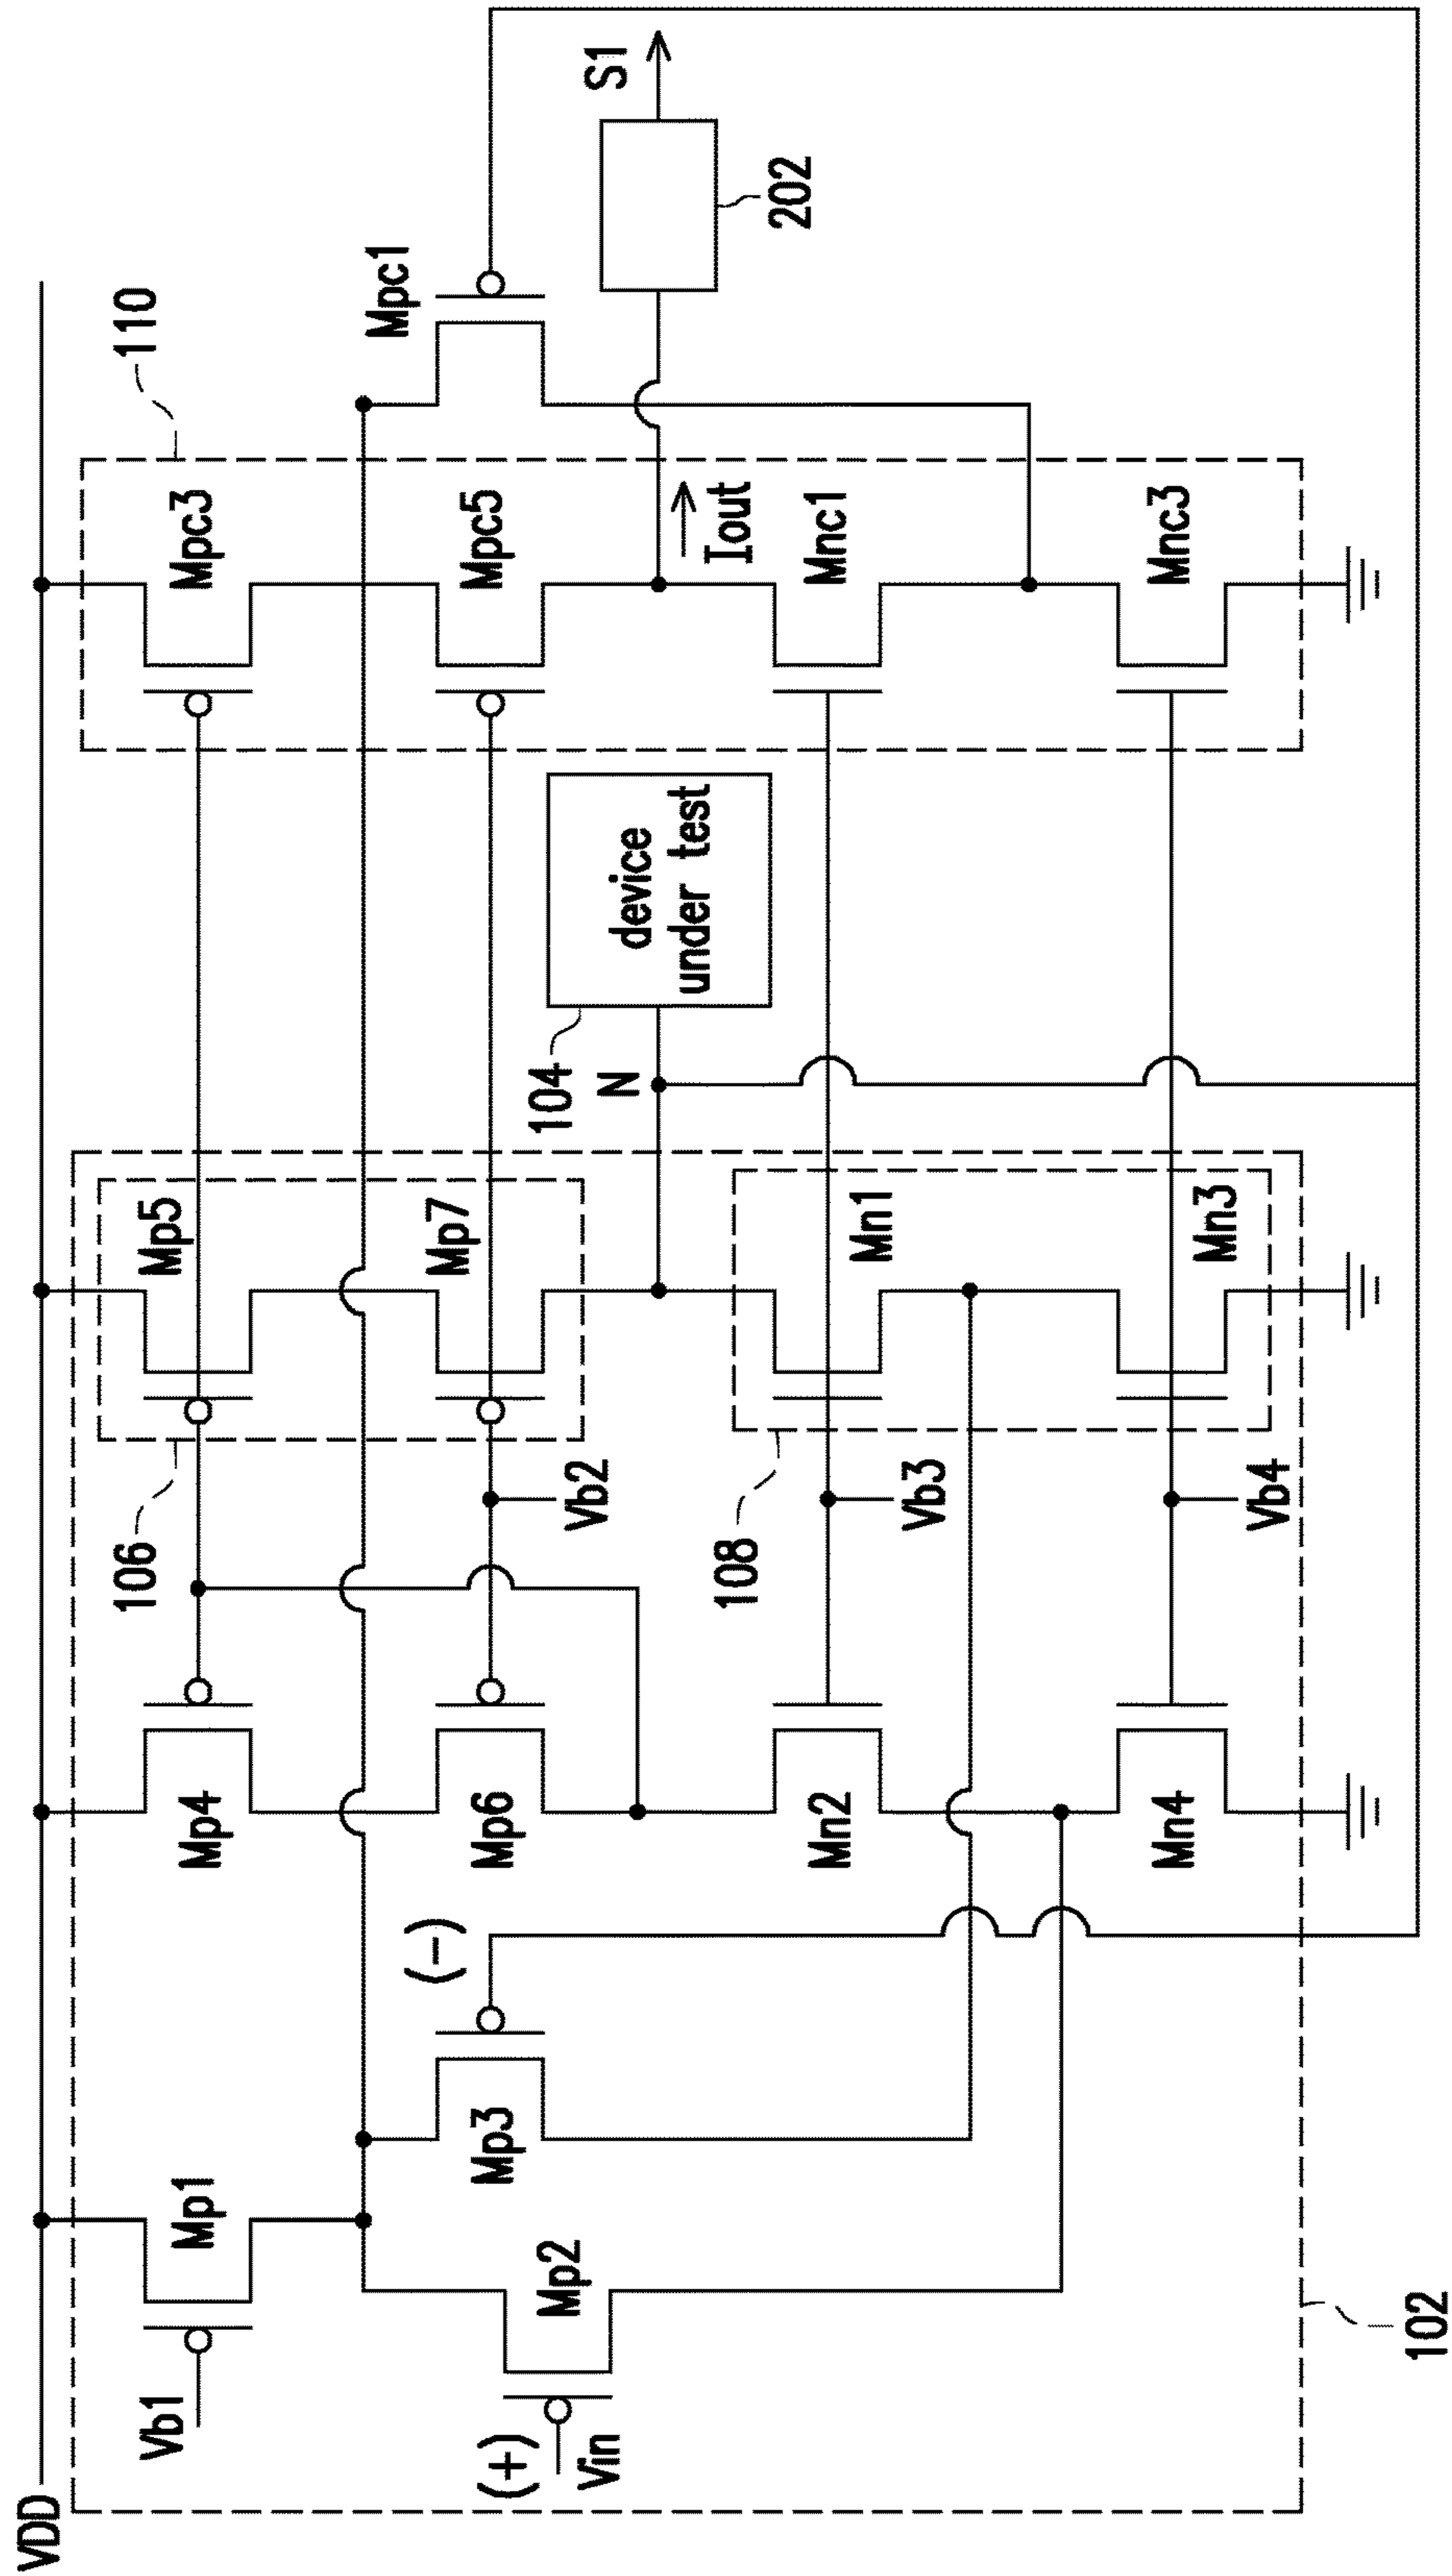 VDD
Vb1
Mp1
(+)
Vin
Mp2
Mp3
(-)
Mp4
Mp6
Mn2
Mn4
106
Vb2
108
Vb3
Vb4
Mp5
Mp7
Mn1
Mn3
104
N
device
under test
110
Mpc3
Mpc5
Iout
Mnc1
Mnc3
Mpc1
202
S1
102